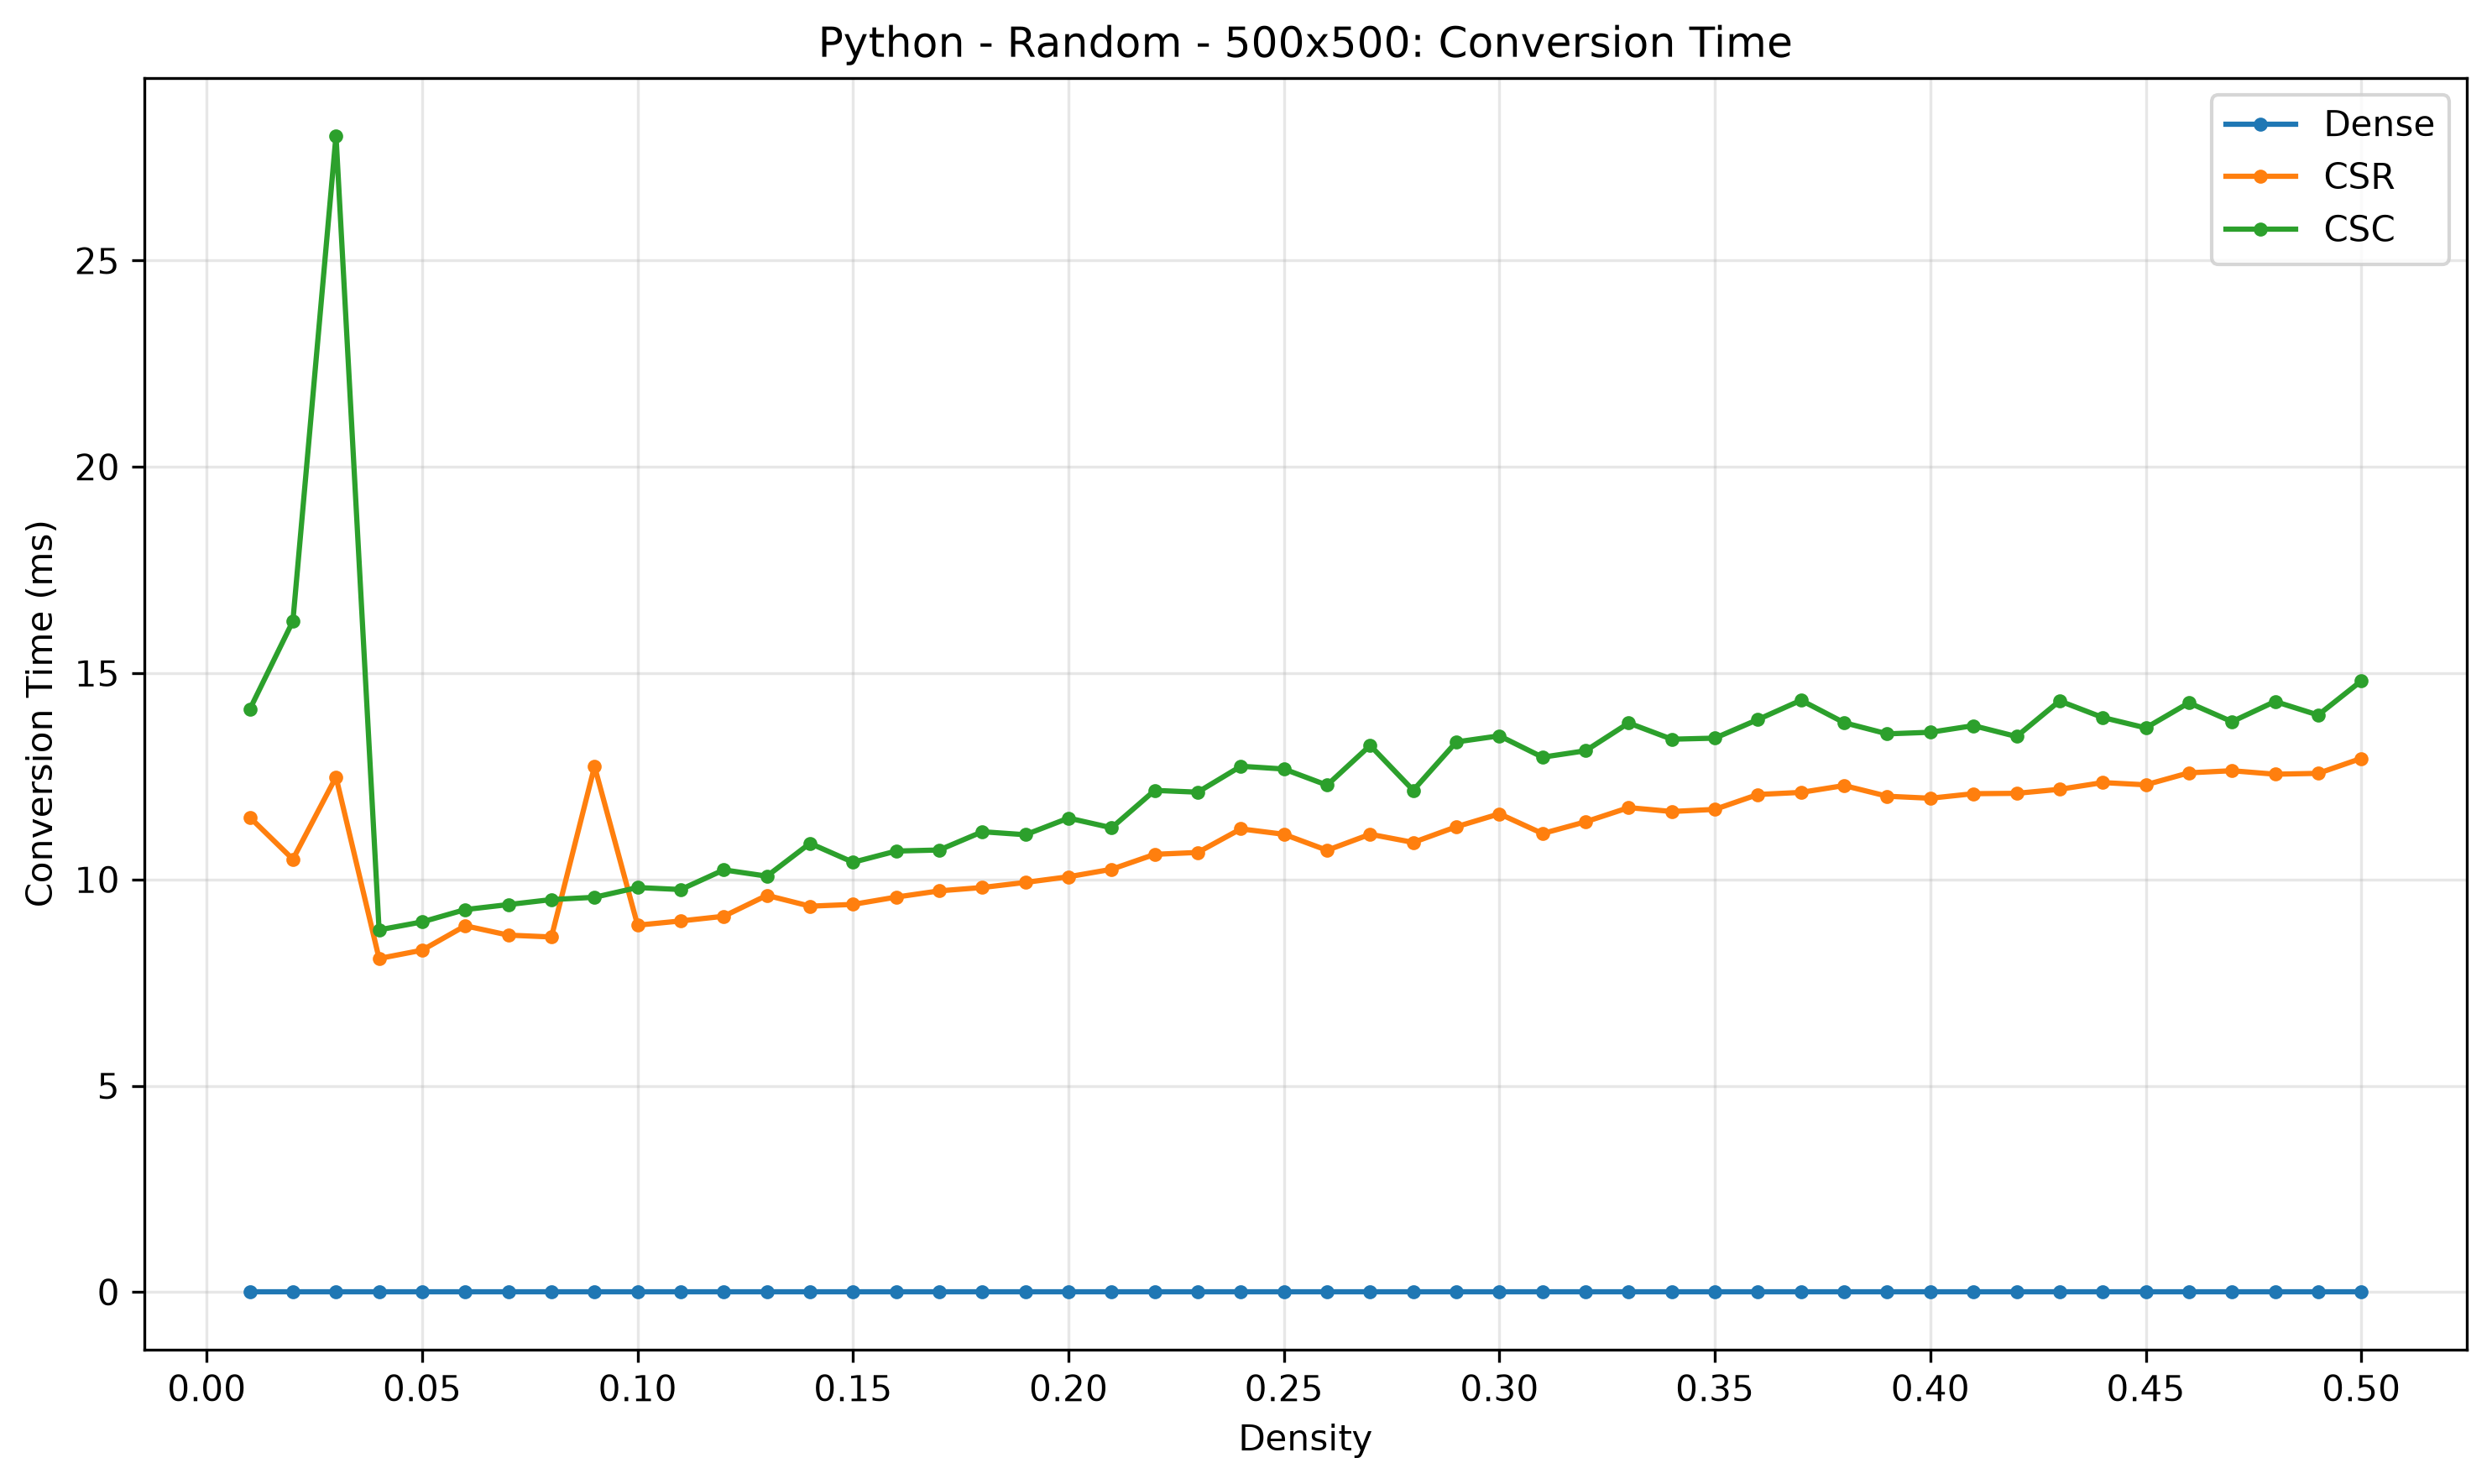 Python - Random - 500x500: Conversion Time
Dense
CSR
CSC
Conversion Time (ms)
25
20
15
10
5
0
0.00 0.05 0.10 0.15 0.20 0.25 0.30 0.35 0.40 0.45 0.50
Density